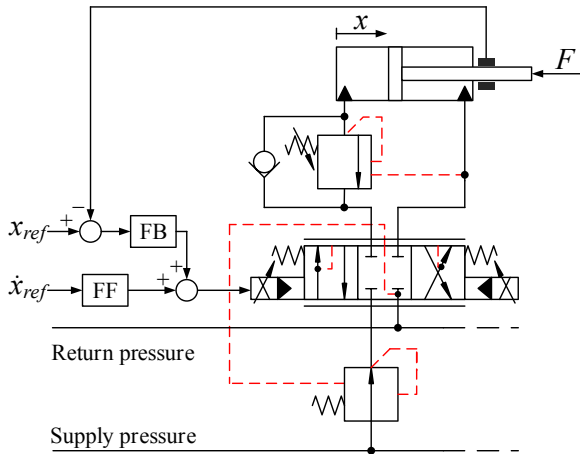 x
F
− 
+
x_ref
FB
+
ẋ_ref
FF
+
Return pressure
Supply pressure